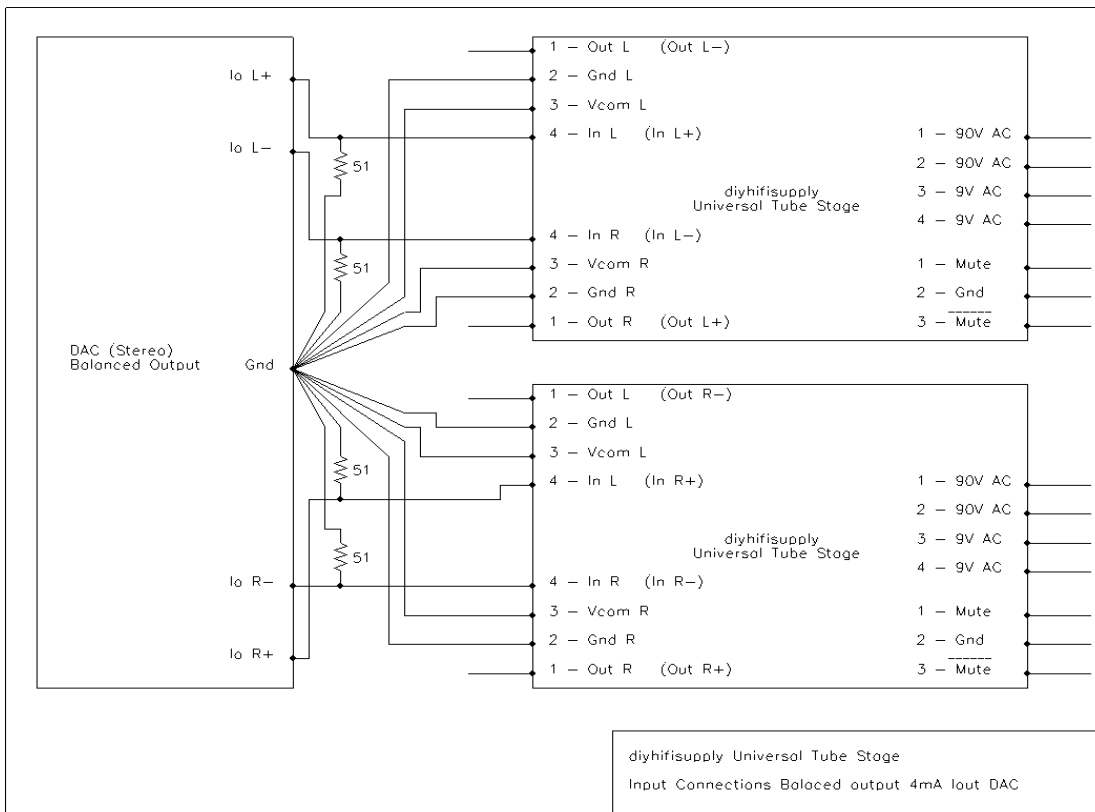 Io L+
Io L-
DAC (Stereo)
Balanced Output
Gnd
Io R-
Io R+
51
51
51
51
1 - Out L (Out L-)
2 - Gnd L
3 - Vcom L
4 - In L (In L+)
diyhifisupply
Universal Tube Stage
4 - In R (In L-)
3 - Vcom R
2 - Gnd R
1 - Out R (Out L+)
1 - 90V AC
2 - 90V AC
3 - 9V AC
4 - 9V AC
1 - Mute
2 - Gnd
3 - Mute
1 - Out L (Out R-)
2 - Gnd L
3 - Vcom L
4 - In L (In R+)
diyhifisupply
Universal Tube Stage
4 - In R (In R-)
3 - Vcom R
2 - Gnd R
1 - Out R (Out R+)
1 - 90V AC
2 - 90V AC
3 - 9V AC
4 - 9V AC
1 - Mute
2 - Gnd
3 - Mute
diyhifisupply Universal Tube Stage
Input Connections Balaced output 4mA Iout DAC